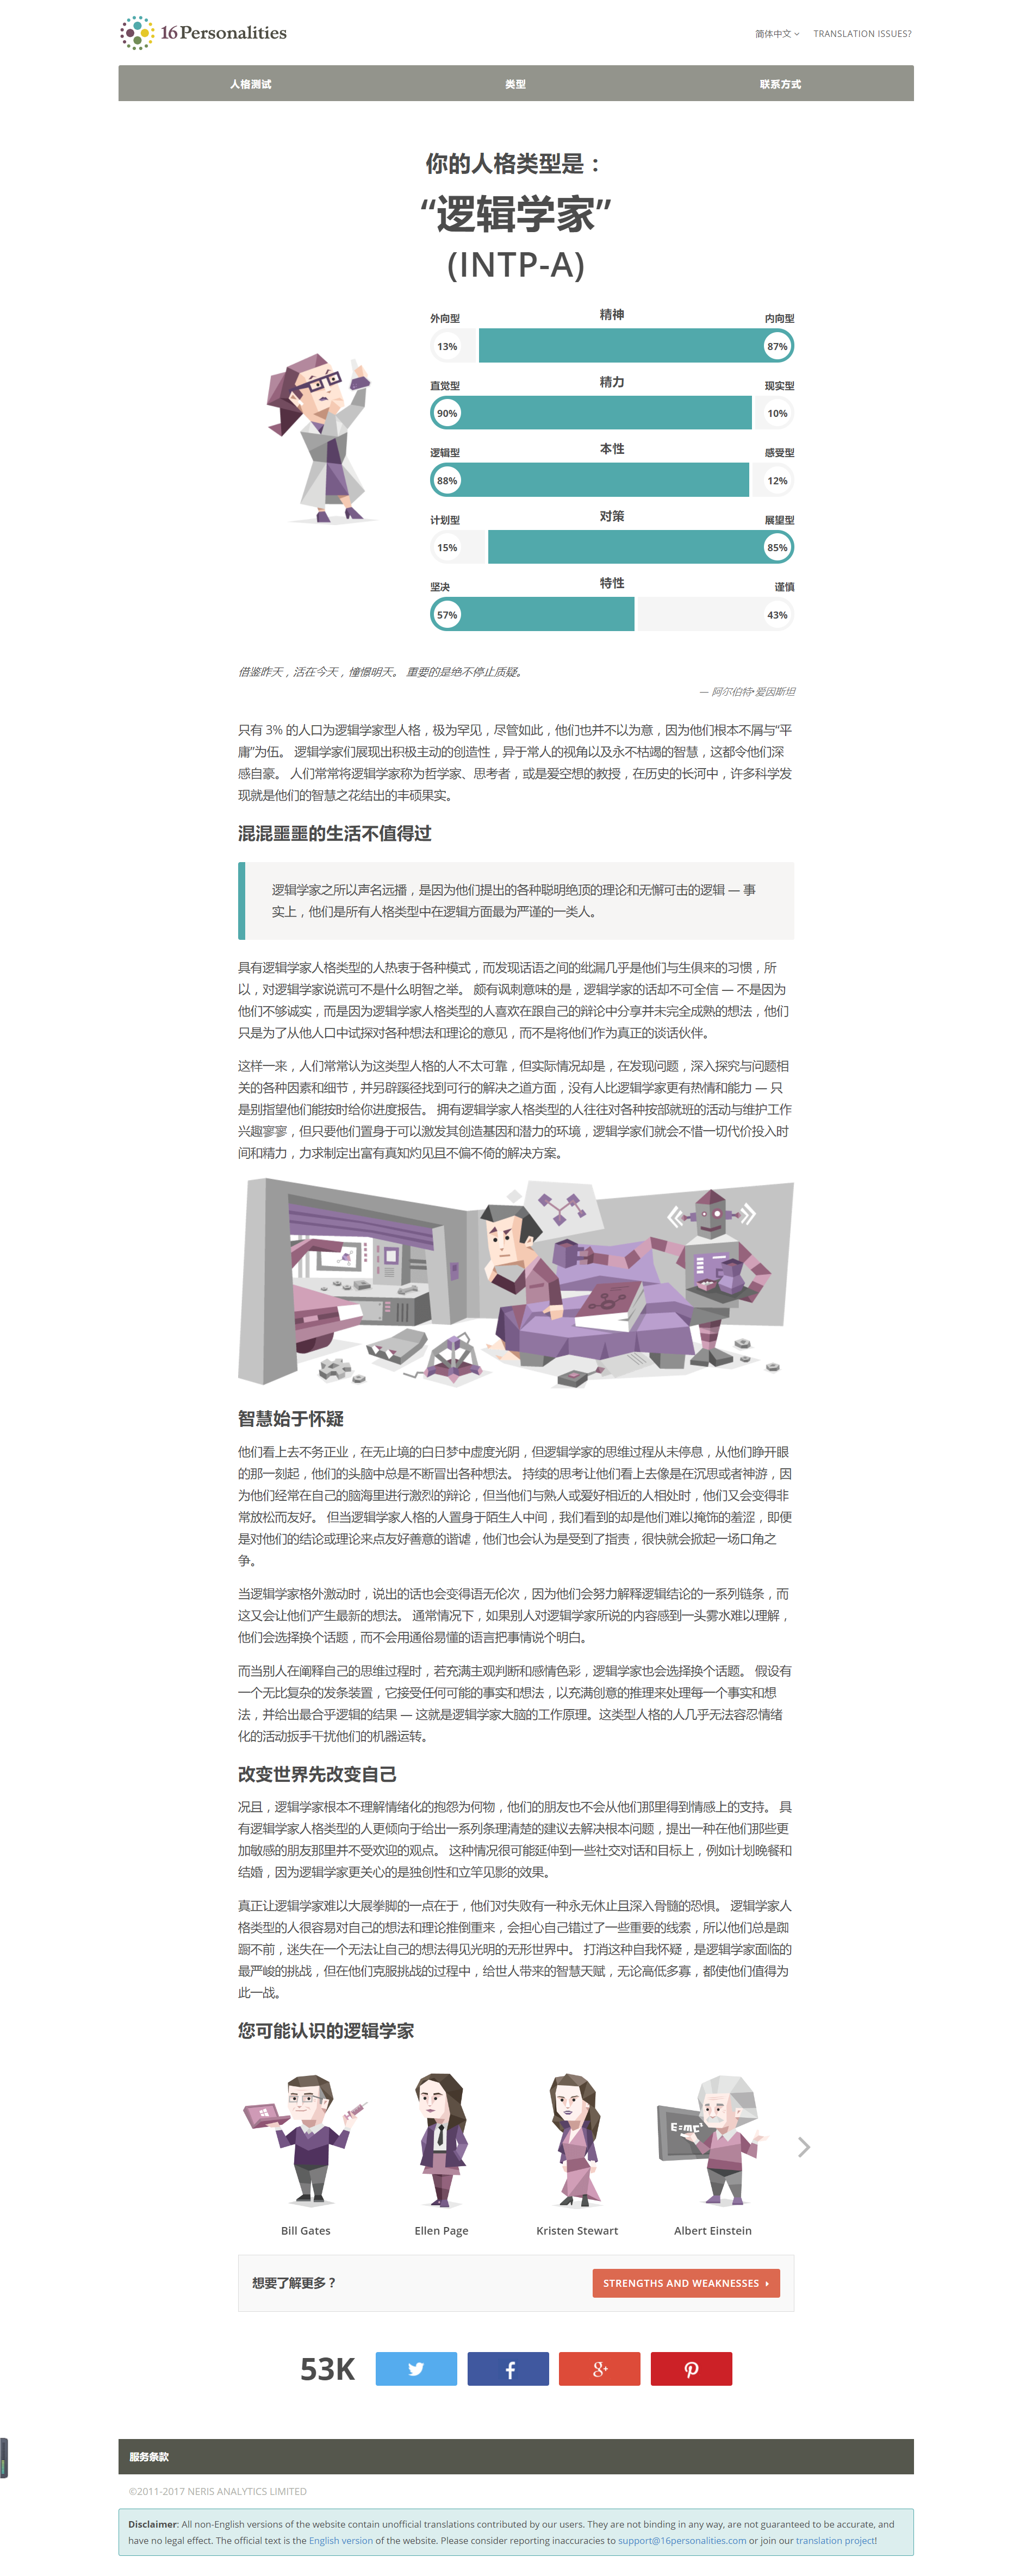 16Personalities
简体中文
TRANSLATION ISSUES?
人格测试
类型
联系方式
你的人格类型是：
“逻辑学家”
(INTP-A)
外向型 精神 内向型
13% 87%
直觉型 精力 现实型
90% 10%
逻辑型 本性 感受型
88% 12%
计划型 对策 展望型
15% 85%
坚决 特性 谨慎
57% 43%
借鉴昨天，活在今天，憧憬明天。 重要的是绝不停止质疑。
— 阿尔伯特•爱因斯坦
只有 3% 的人口为逻辑学家型人格，极为罕见，尽管如此，他们也并不以为意，因为他们根本不屑与“平
庸”为伍。 逻辑学家们展现出积极主动的创造性，异于常人的视角以及永不枯竭的智慧，这都令他们深
感自豪。 人们常常将逻辑学家称为哲学家、思考者，或是爱空想的教授，在历史的长河中，许多科学发
现就是他们的智慧之花结出的丰硕果实。
混混噩噩的生活不值得过
逻辑学家之所以声名远播，是因为他们提出的各种聪明绝顶的理论和无懈可击的逻辑 — 事
实上，他们是所有人格类型中在逻辑方面最为严谨的一类人。
具有逻辑学家人格类型的人热衷于各种模式，而发现话语之间的纰漏几乎是他们与生俱来的习惯，所
以，对逻辑学家说谎可不是什么明智之举。 颇有讽刺意味的是，逻辑学家的话却不可全信 — 不是因为
他们不够诚实，而是因为逻辑学家人格类型的人喜欢在跟自己的辩论中分享并未完全成熟的想法，他们
只是为了从他人口中试探对各种想法和理论的意见，而不是将他们作为真正的谈话伙伴。
这样一来，人们常常认为这类型人格的人不太可靠，但实际情况却是，在发现问题，深入探究与问题相
关的各种因素和细节，并另辟蹊径找到可行的解决之道方面，没有人比逻辑学家更有热情和能力 — 只
是别指望他们能按时给你进度报告。 拥有逻辑学家人格类型的人往往对各种按部就班的活动与维护工作
兴趣寥寥，但只要他们置身于可以激发其创造基因和潜力的环境，逻辑学家们就会不惜一切代价投入时
间和精力，力求制定出富有真知灼见且不偏不倚的解决方案。
智慧始于怀疑
他们看上去不务正业，在无止境的白日梦中虚度光阴，但逻辑学家的思维过程从未停息，从他们睁开眼
的那一刻起，他们的头脑中总是不断冒出各种想法。 持续的思考让他们看上去像是在沉思或者神游，因
为他们经常在自己的脑海里进行激烈的辩论，但当他们与熟人或爱好相近的人相处时，他们又会变得非
常放松而友好。 但当逻辑学家人格的人置身于陌生人中间，我们看到的却是他们难以掩饰的羞涩，即便
是对他们的结论或理论来点友好善意的谐谑，他们也会认为是受到了指责，很快就会掀起一场口角之
争。
当逻辑学家格外激动时，说出的话也会变得语无伦次，因为他们会努力解释逻辑结论的一系列链条，而
这又会让他们产生最新的想法。 通常情况下，如果别人对逻辑学家所说的内容感到一头雾水难以理解，
他们会选择换个话题，而不会用通俗易懂的语言把事情说个明白。
而当别人在阐释自己的思维过程时，若充满主观判断和感情色彩，逻辑学家也会选择换个话题。 假设有
一个无比复杂的发条装置，它接受任何可能的事实和想法，以充满创意的推理来处理每一个事实和想
法，并给出最合乎逻辑的结果 — 这就是逻辑学家大脑的工作原理。这类型人格的人几乎无法容忍情绪
化的活动扳手干扰他们的机器运转。
改变世界先改变自己
况且，逻辑学家根本不理解情绪化的抱怨为何物，他们的朋友也不会从他们那里得到情感上的支持。 具
有逻辑学家人格类型的人更倾向于给出一系列条理清楚的建议去解决根本问题，提出一种在他们那些更
加敏感的朋友那里并不受欢迎的观点。 这种情况很可能延伸到一些社交对话和目标上，例如计划晚餐和
结婚，因为逻辑学家更关心的是独创性和立竿见影的效果。
真正让逻辑学家难以大展拳脚的一点在于，他们对失败有一种永无休止且深入骨髓的恐惧。 逻辑学家人
格类型的人很容易对自己的想法和理论推倒重来，会担心自己错过了一些重要的线索，所以他们总是踟
蹰不前，迷失在一个无法让自己的想法得见光明的无形世界中。 打消这种自我怀疑，是逻辑学家面临的
最严峻的挑战，但在他们克服挑战的过程中，给世人带来的智慧天赋，无论高低多寡，都使他们值得为
此一战。
您可能认识的逻辑学家
E=mc²
Bill Gates
Ellen Page
Kristen Stewart
Albert Einstein
想要了解更多？
STRENGTHS AND WEAKNESSES
53K
服务条款
©2011-2017 NERIS ANALYTICS LIMITED
Disclaimer: All non-English versions of the website contain unofficial translations contributed by our users. They are not binding in any way, are not guaranteed to be accurate, and
have no legal effect. The official text is the English version of the website. Please consider reporting inaccuracies to support@16personalities.com or join our translation project!